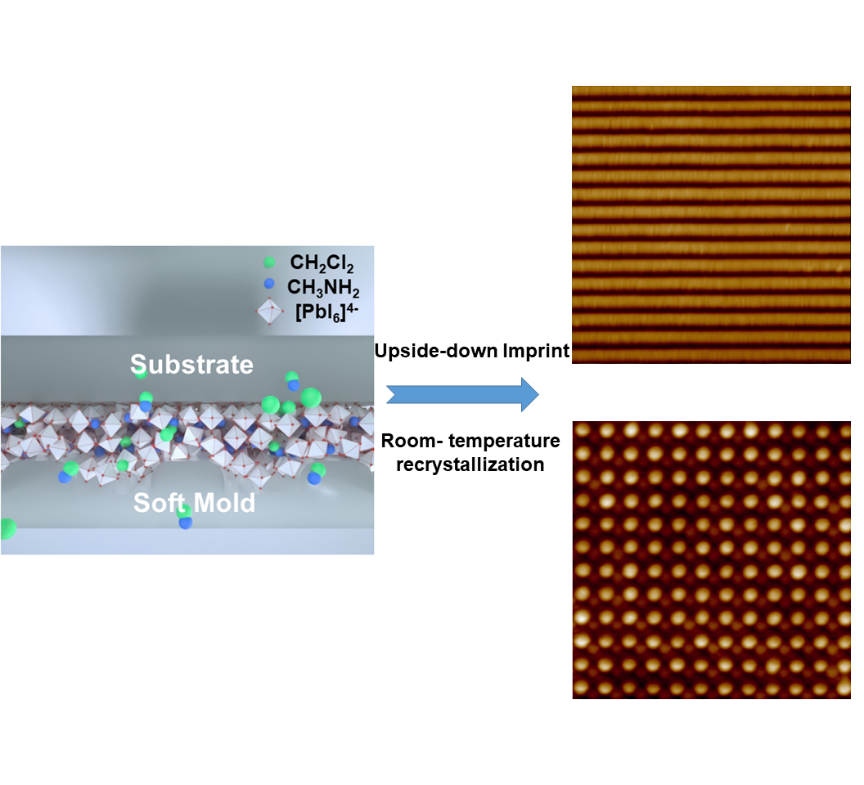 CH₂Cl₂
CH₃NH₂
[PbI₆]⁴⁻
Substrate
Soft Mold
Upside-down Imprint
Room- temperature
recrystallization